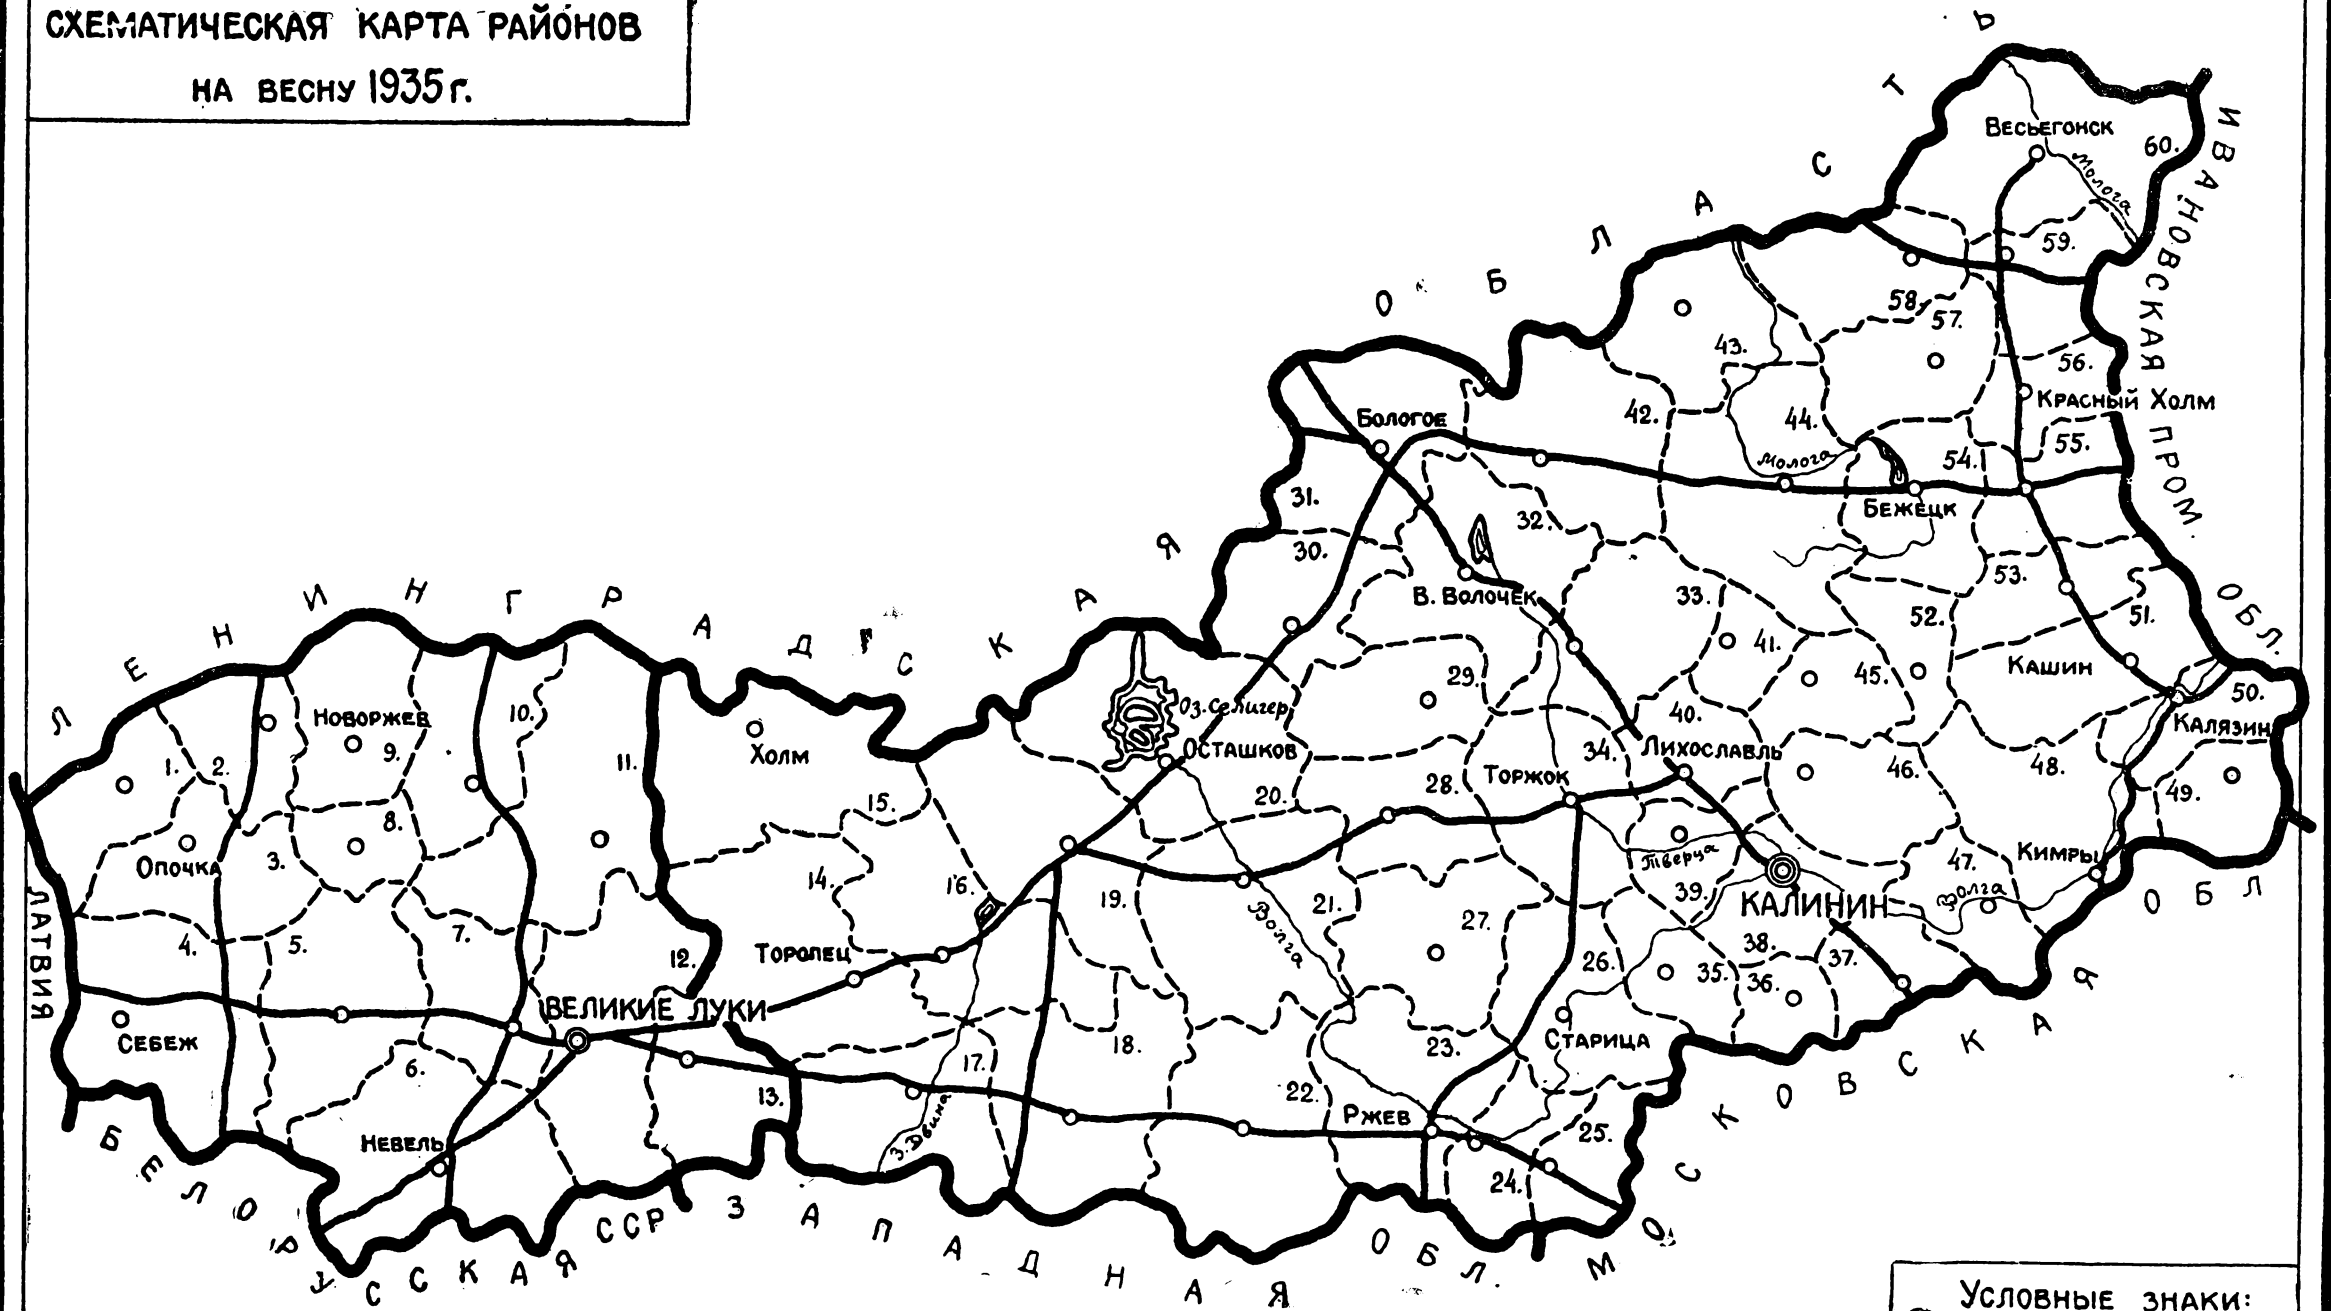 СХЕМАТИЧЕСКАЯ КАРТА РАЙОНОВ
НА ВЕСНУ 1935 г.
ЛЕНИНГРАДСКАЯ ОБЛАСТЬ
ИВАНОВСКАЯ ПРОМ. ОБЛ.
МОСКОВСКАЯ ОБЛ
ЗАПАДНАЯ ОБЛ.
БЕЛОРУССКАЯ ССР
ЛАТВИЯ
Весьегонск
60.
Молога
59.
58.
57.
43.
56.
Красный Холм
42.
44.
55.
Бологое
Молога
54.
Бежецк
31.
32.
30.
53.
В. Волочек
33.
52.
51.
41.
Кашин
29.
45.
50.
Оз. Селигер
40.
Калязин
Новоржев
10.
9.
Холм
Осташков
34.
Лихославль
46.
48.
1.
2.
11.
Торжок
28.
49.
15.
20.
8.
Опочка
3.
Тверца
47.
Кимры
14.
16.
19.
21.
39.
Волга
КАЛИНИН
Волга
27.
4.
5.
7.
12.
Торопец
26.
38.
37.
35.
36.
ВЕЛИКИЕ ЛУКИ
Себеж
Старица
6.
17.
18.
23.
13.
22.
Ржев
З. Двина
25.
Невель
24.
Условные знаки: